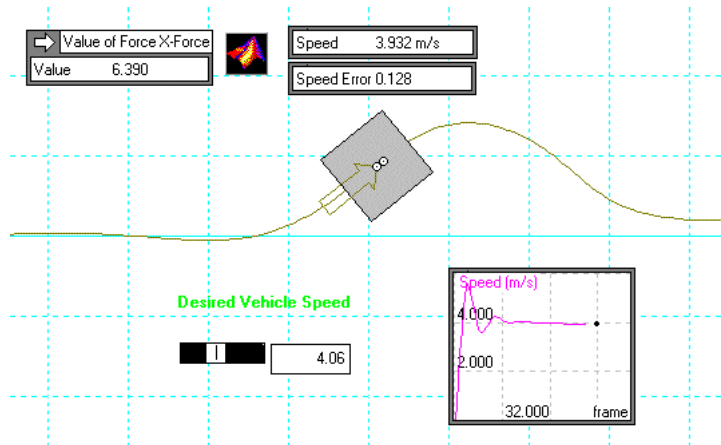 Value of Force X-Force
Value 6.390
Speed 3.932 m/s
Speed Error 0.128
Desired Vehicle Speed
4.06
Speed (m/s)
4.000
2.000
32.000 frame